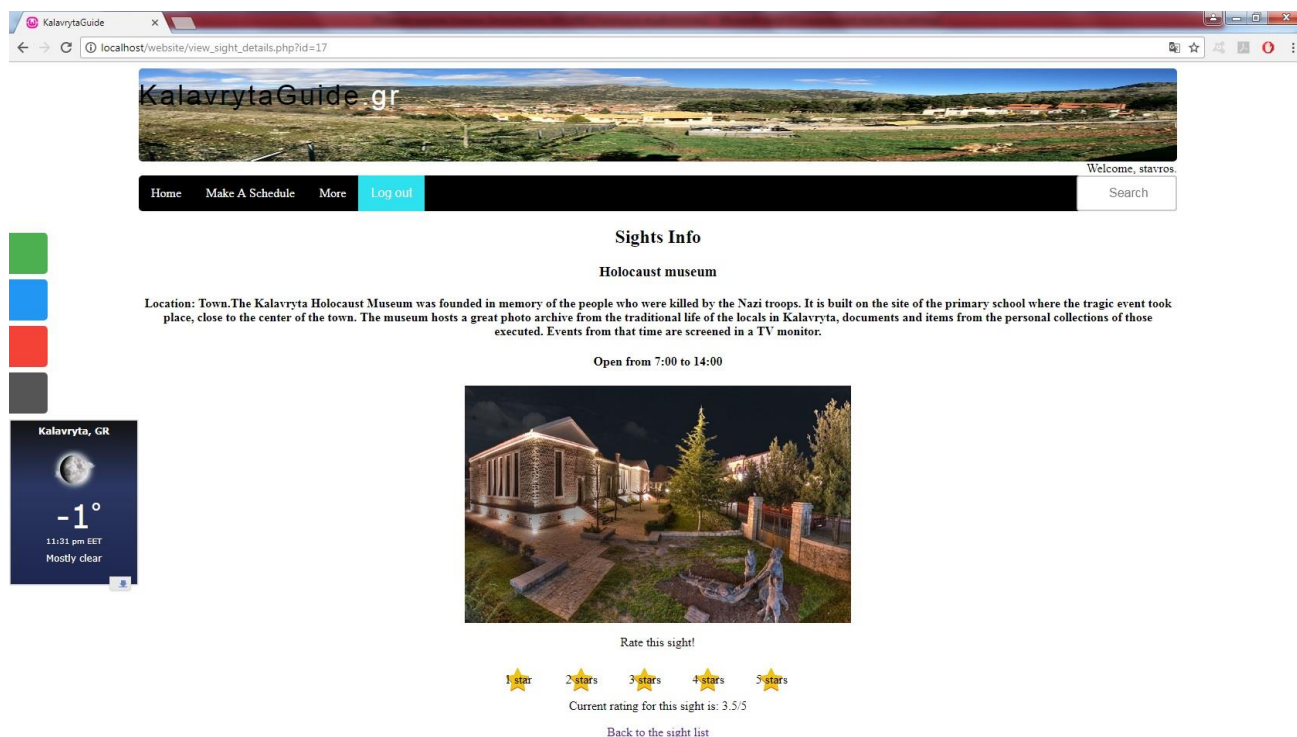 KalavrytaGuide
localhost/website/view_sight_details.php?id=17
KalavrytaGuide.gr
Welcome, stavros.
Home Make A Schedule More Log out Search
Sights Info
Holocaust museum
Location: Town.The Kalavryta Holocaust Museum was founded in memory of the people who were killed by the Nazi troops. It is built on the site of the primary school where the tragic event took
place, close to the center of the town. The museum hosts a great photo archive from the traditional life of the locals in Kalavryta, documents and items from the personal collections of those
executed. Events from that time are screened in a TV monitor.
Open from 7:00 to 14:00
Kalavryta, GR
-1°
11:31 pm EET
Mostly clear
Rate this sight!
1 star 2 stars 3 stars 4 stars 5 stars
Current rating for this sight is: 3.5/5
Back to the sight list